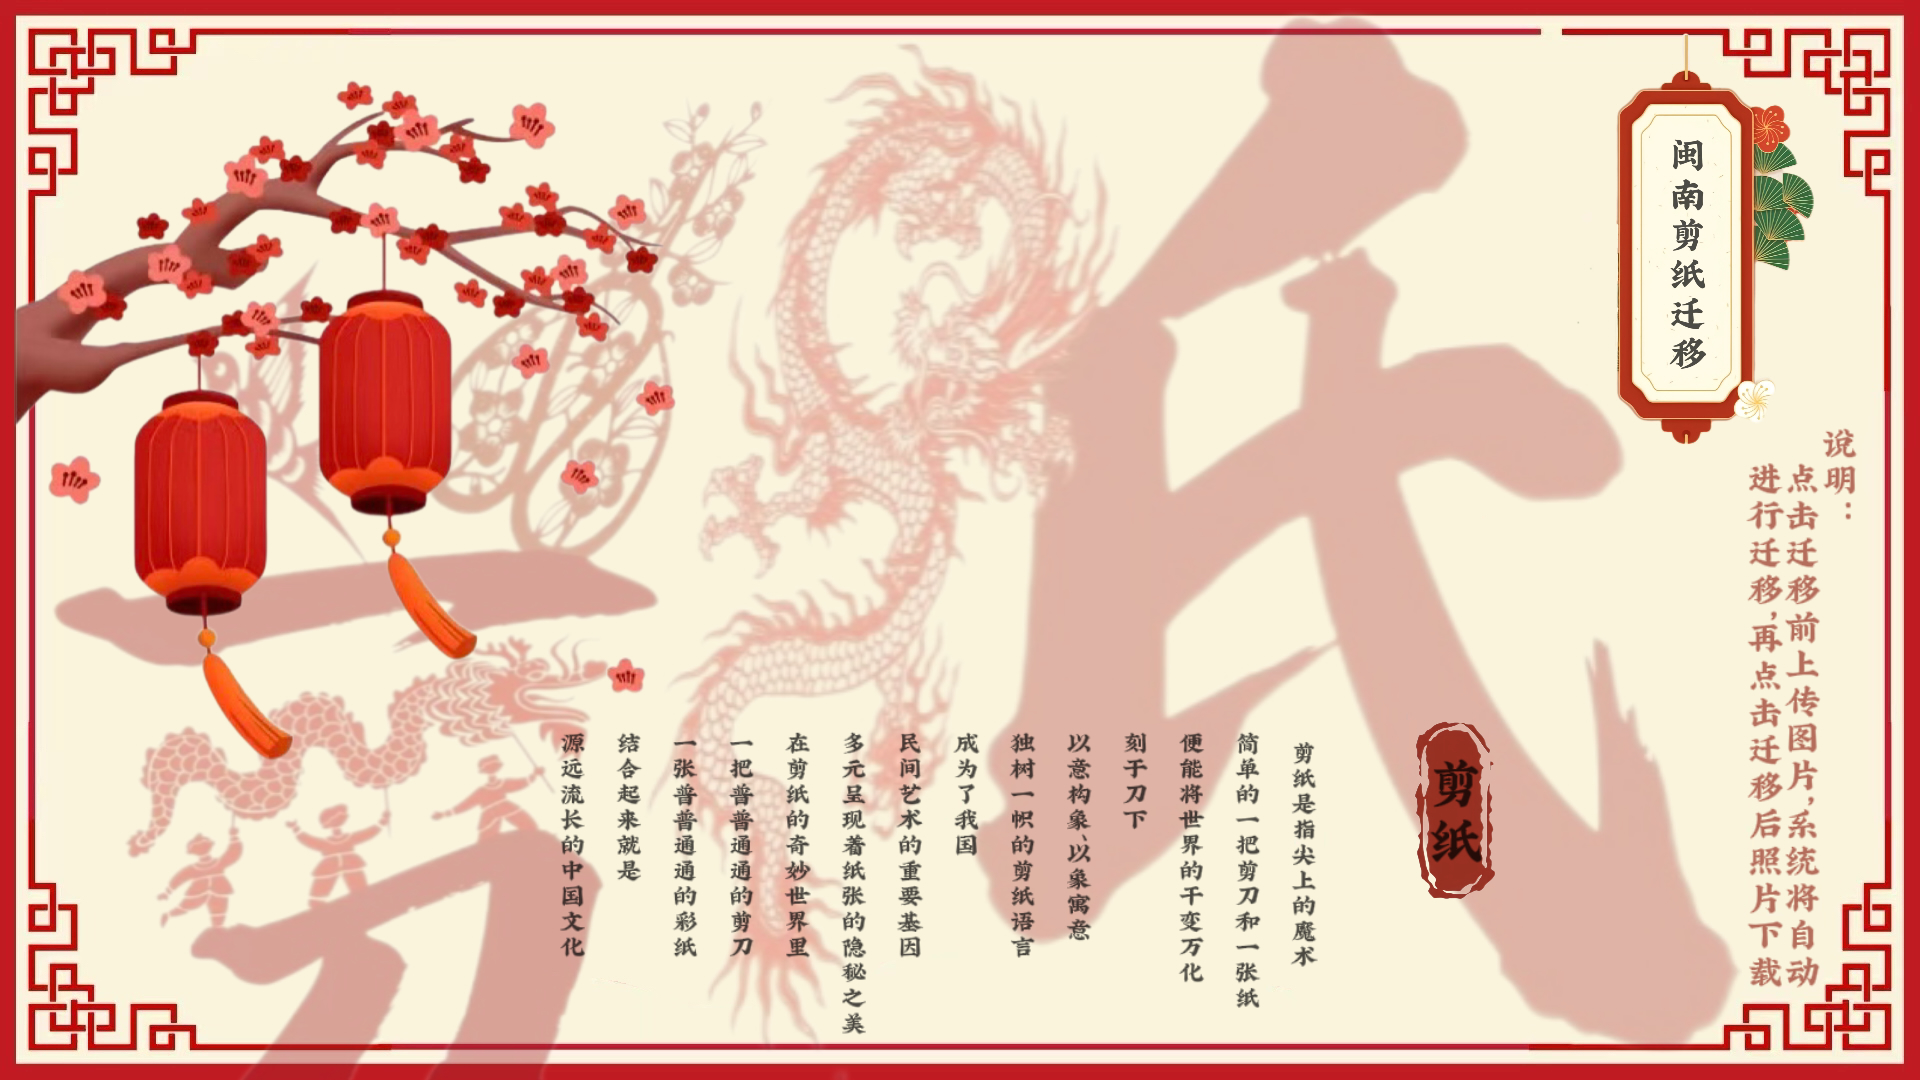 闽南剪纸迁移
说明：
点击迁移前上传图片，系统将自动
进行迁移，再点击迁移后照片下载
剪纸
剪纸是指尖上的魔术
简单的一把剪刀和一张纸
便能将世界的千变万化
刻于刀下
以意构象、以象寓意
独树一帜的剪纸语言
成为了我国
民间艺术的重要基因
多元呈现着纸张的隐秘之美
在剪纸的奇妙世界里
一把普普通通的剪刀
一张普普通通的彩纸
结合起来就是
源远流长的中国文化